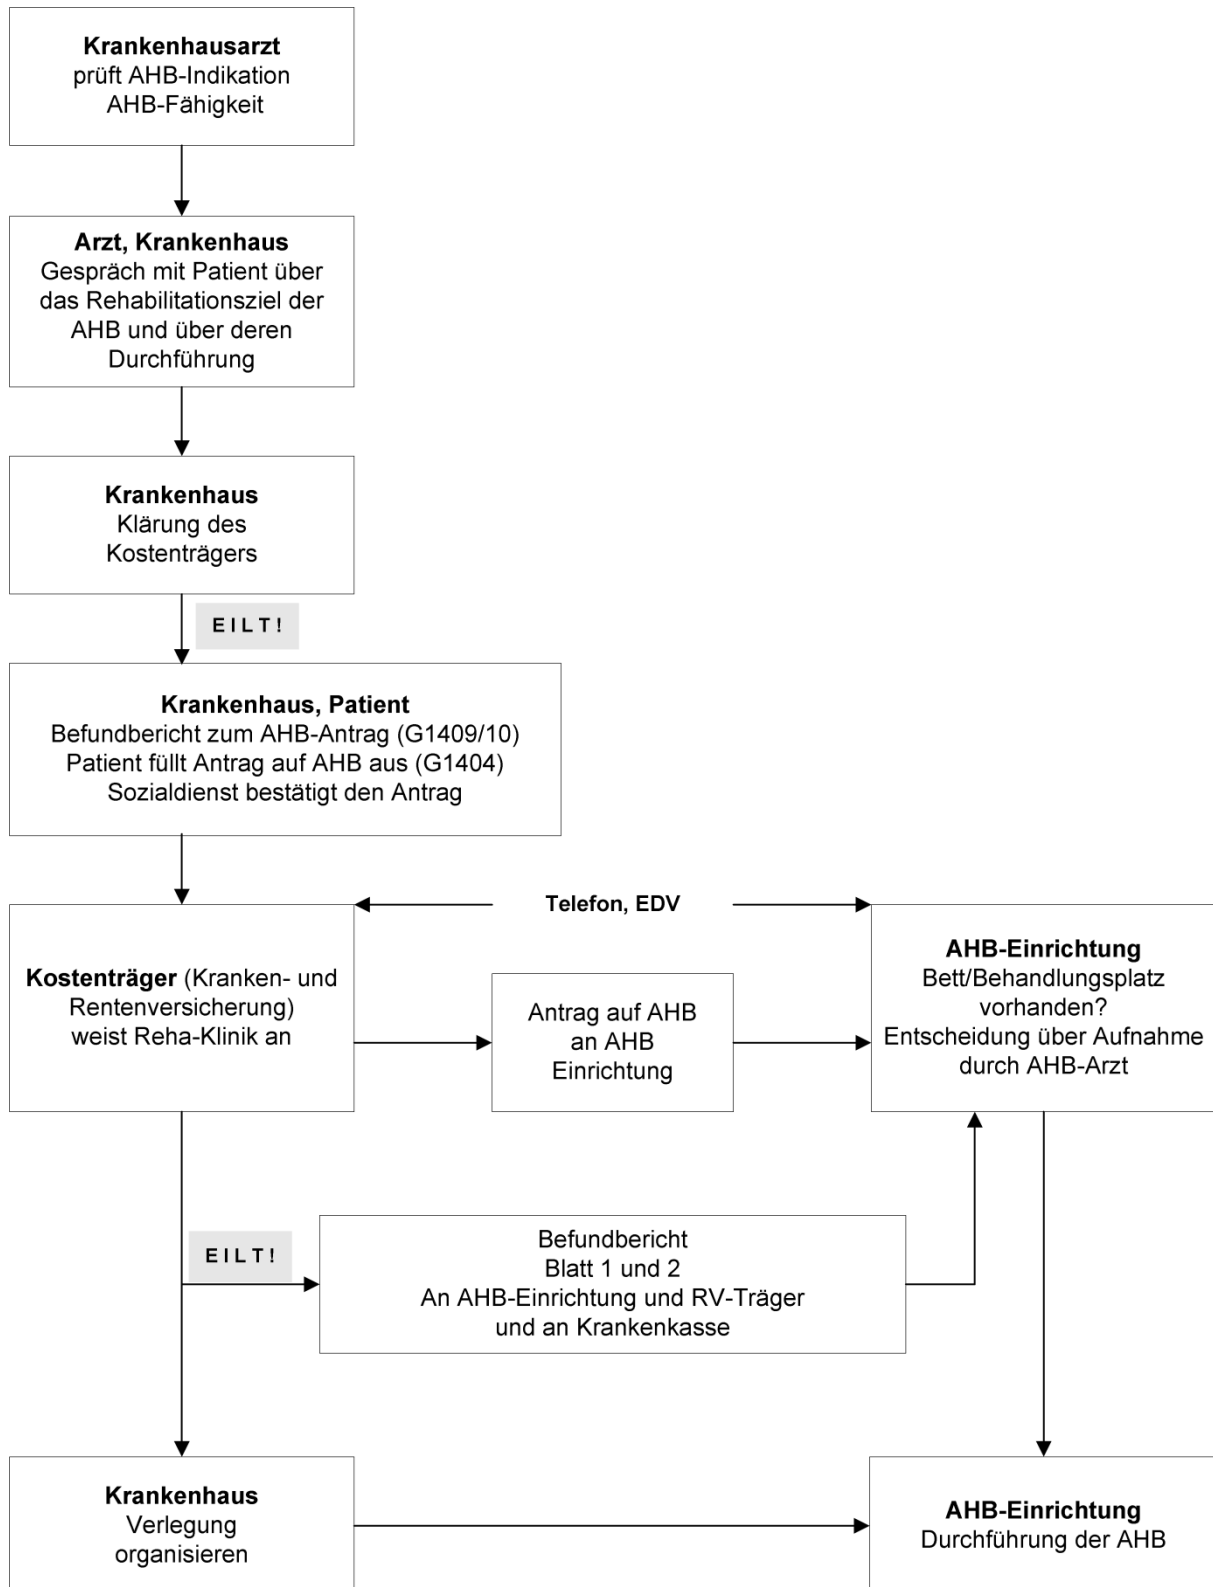 Krankenhausarzt
prüft AHB-Indikation
AHB-Fähigkeit
Arzt, Krankenhaus
Gespräch mit Patient über
das Rehabilitationsziel der
AHB und über deren
Durchführung
Krankenhaus
Klärung des
Kostenträgers
EILT!
Krankenhaus, Patient
Befundbericht zum AHB-Antrag (G1409/10)
Patient füllt Antrag auf AHB aus (G1404)
Sozialdienst bestätigt den Antrag
Telefon, EDV
Kostenträger (Kranken- und
Rentenversicherung)
weist Reha-Klinik an
Antrag auf AHB
an AHB
Einrichtung
AHB-Einrichtung
Bett/Behandlungsplatz
vorhanden?
Entscheidung über Aufnahme
durch AHB-Arzt
EILT!
Befundbericht
Blatt 1 und 2
An AHB-Einrichtung und RV-Träger
und an Krankenkasse
Krankenhaus
Verlegung
organisieren
AHB-Einrichtung
Durchführung der AHB